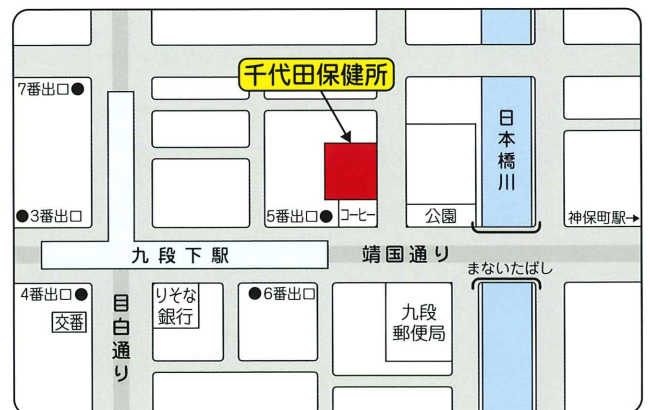 千代田保健所
7番出口
日本橋川
3番出口
5番出口
コーヒー
公園
神保町駅→
九段下駅
靖国通り
まないたばし
4番出口
交番
目白通り
りそな
銀行
6番出口
九段
郵便局